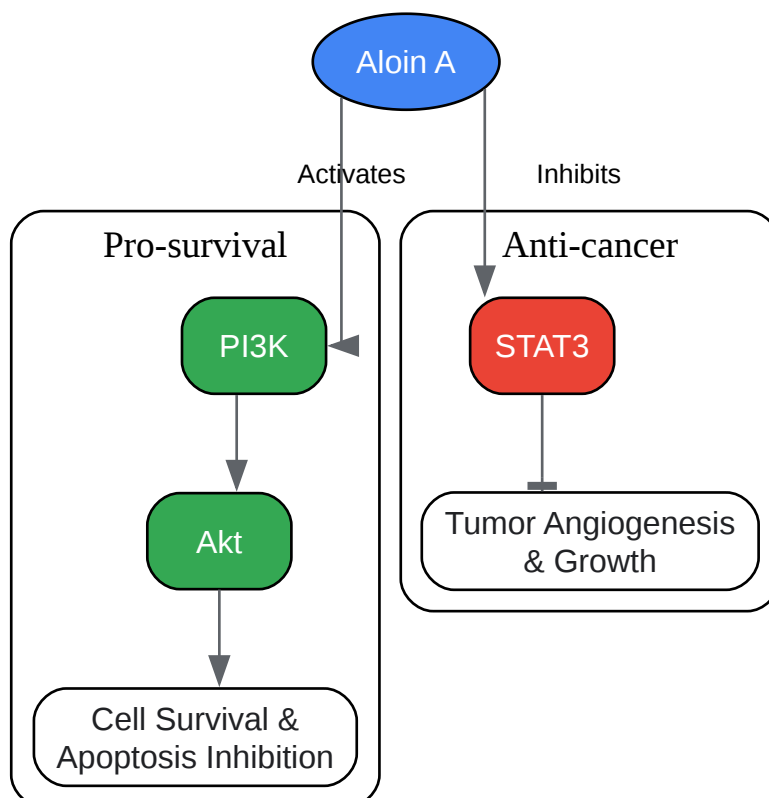 Aloin A
Activates
Inhibits
Pro-survival
Anti-cancer
PI3K
STAT3
Akt
Tumor Angiogenesis
& Growth
Cell Survival &
Apoptosis Inhibition